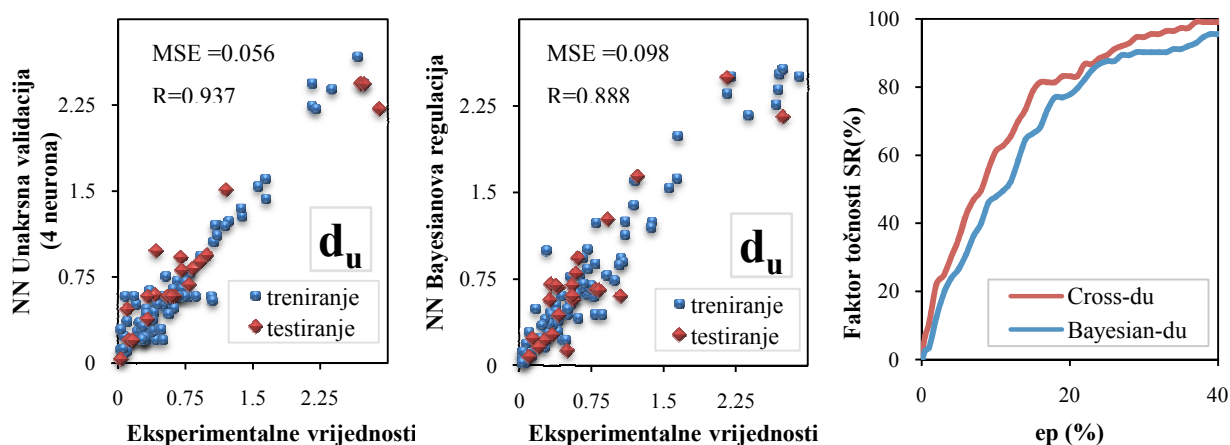 NN Unakrsna validacija
(4 neurona)
MSE =0.056
R=0.937
2.25
1.5
0.75
0
d_u
treniranje
testiranje
0 0.75 1.5 2.25
Eksperimentalne vrijednosti
NN Bayesianova regulacija
MSE =0.098
R=0.888
2.25
1.5
0.75
0
d_u
treniranje
testiranje
0 0.75 1.5 2.25
Eksperimentalne vrijednosti
Faktor točnosti SR(%)
100
80
60
40
20
0
Cross-du
Bayesian-du
0 20 40
ep (%)